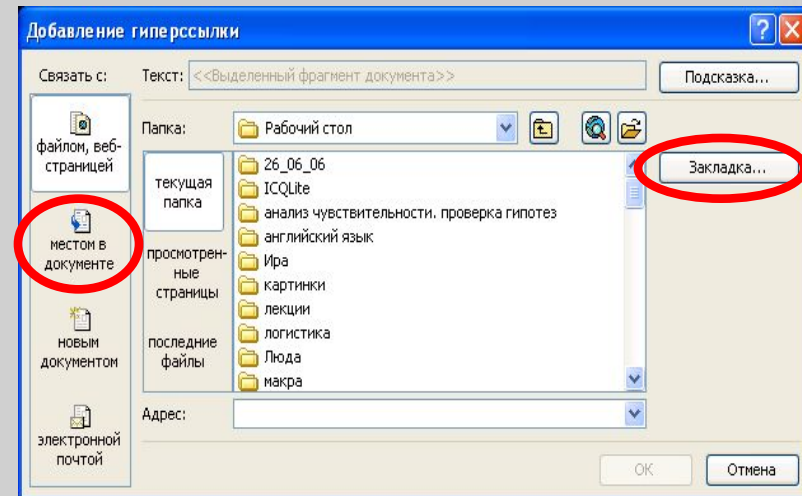 Добавление гиперссылки
Связать с:
Текст: <<Выделенный фрагмент документа>>
Подсказка...
файлом, веб-
страницей
местом в
документе
новым
документом
электронной
почтой
Папка:
Рабочий стол
текущая
папка
просмотрен-
ные
страницы
последние
файлы
26_06_06
ICQLite
анализ чувствительности. проверка гипотез
английский язык
Ира
картинки
лекции
логистика
Люда
макра
Закладка...
Адрес:
ОК
Отмена